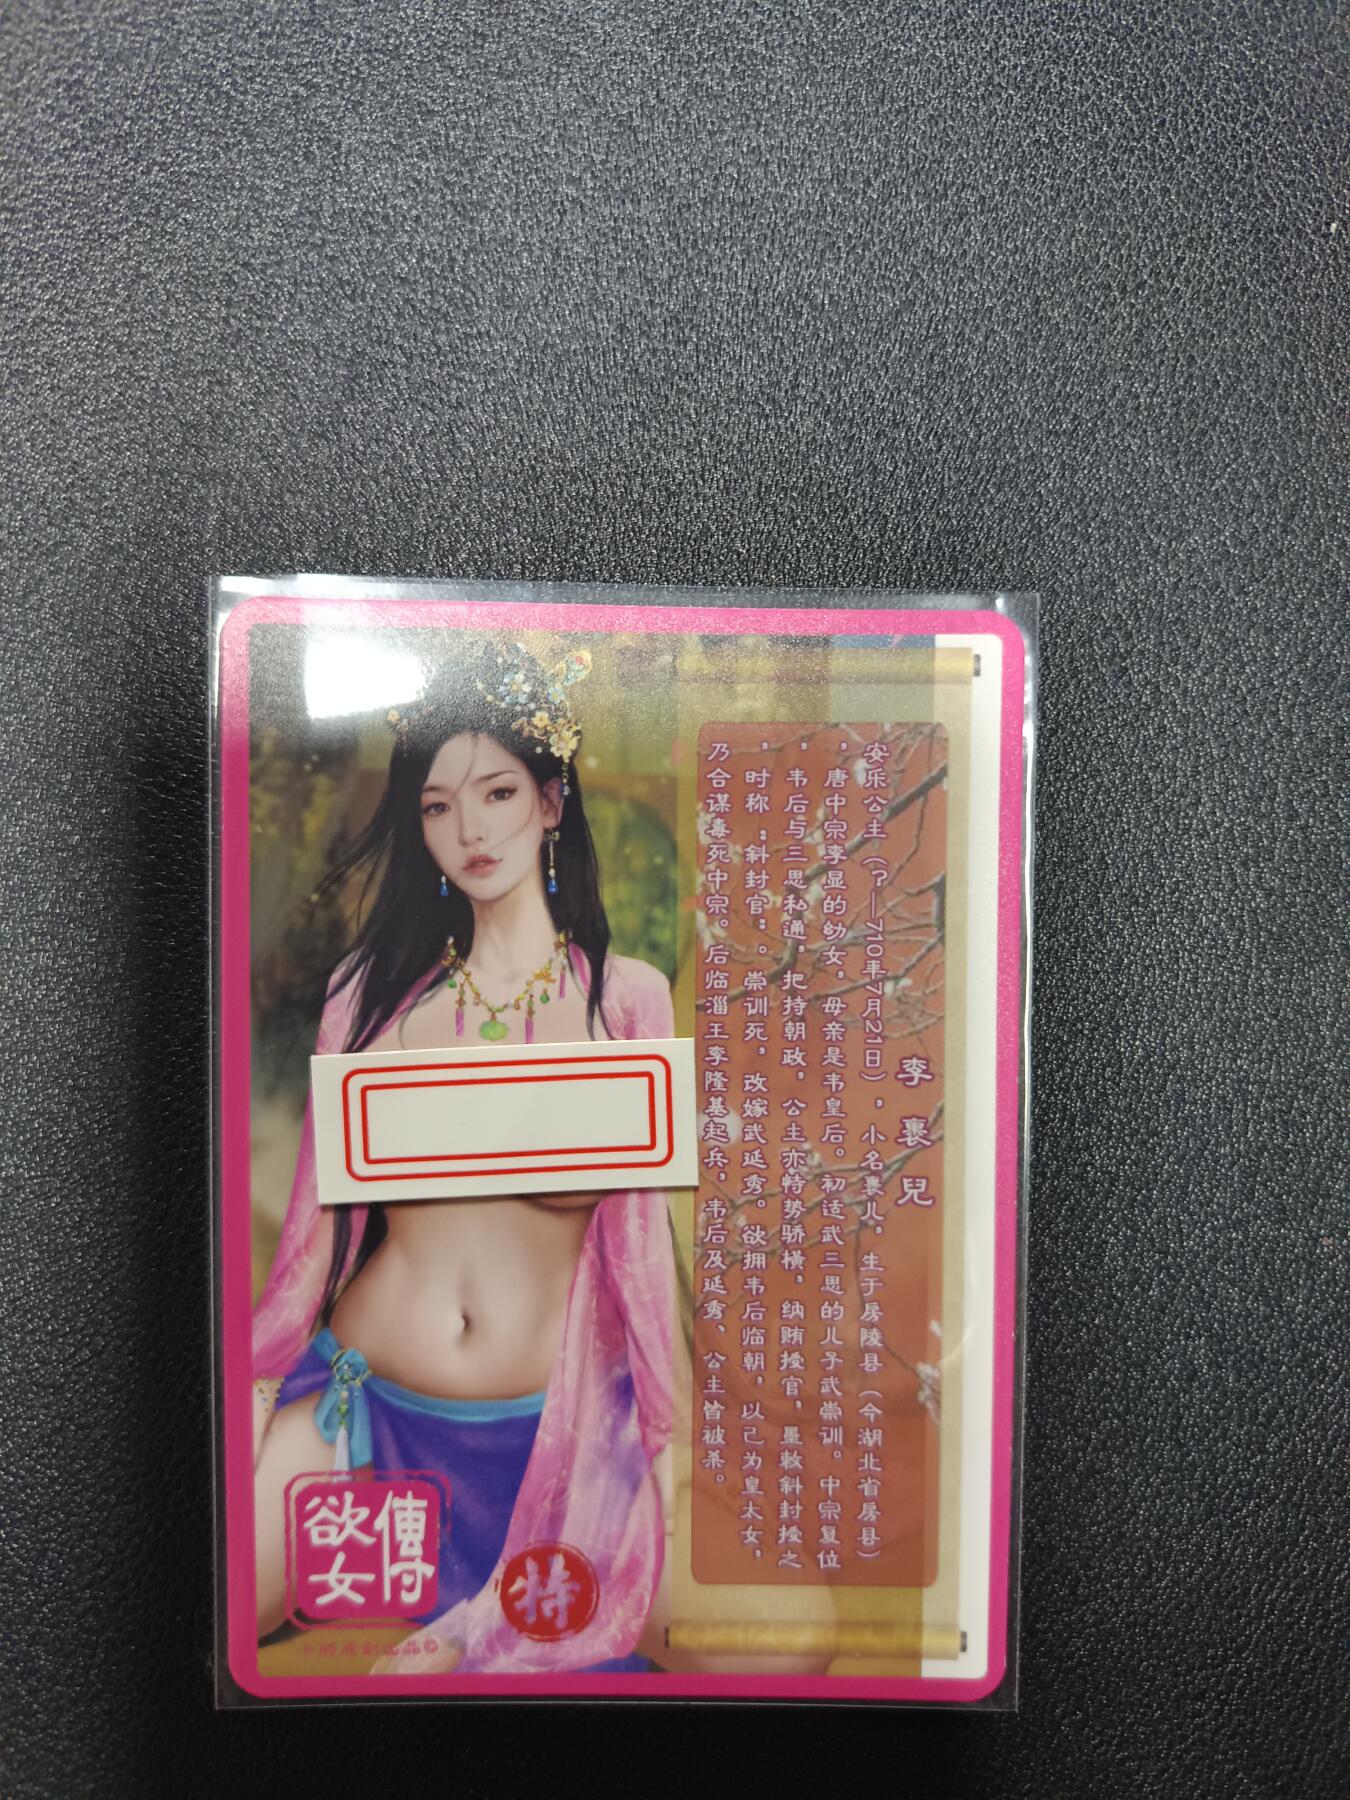 李裹兒
安乐公主（？—710年7月21日），小名裹儿，生于房陵县（今湖北省房县）
，唐中宗李显的幼女，母亲是韦皇后。初适武三思的儿子武崇训。中宗复位
，韦后与三思私通，把持朝政，公主亦恃势骄横，纳贿授官，墨敕斜封授之
，时称“斜封官”。崇训死，改嫁武延秀。欲拥韦后临朝，以己为皇太女，
乃合谋毒死中宗。后临淄王李隆基起兵，韦后及延秀、公主皆被杀。
欲女傳
特